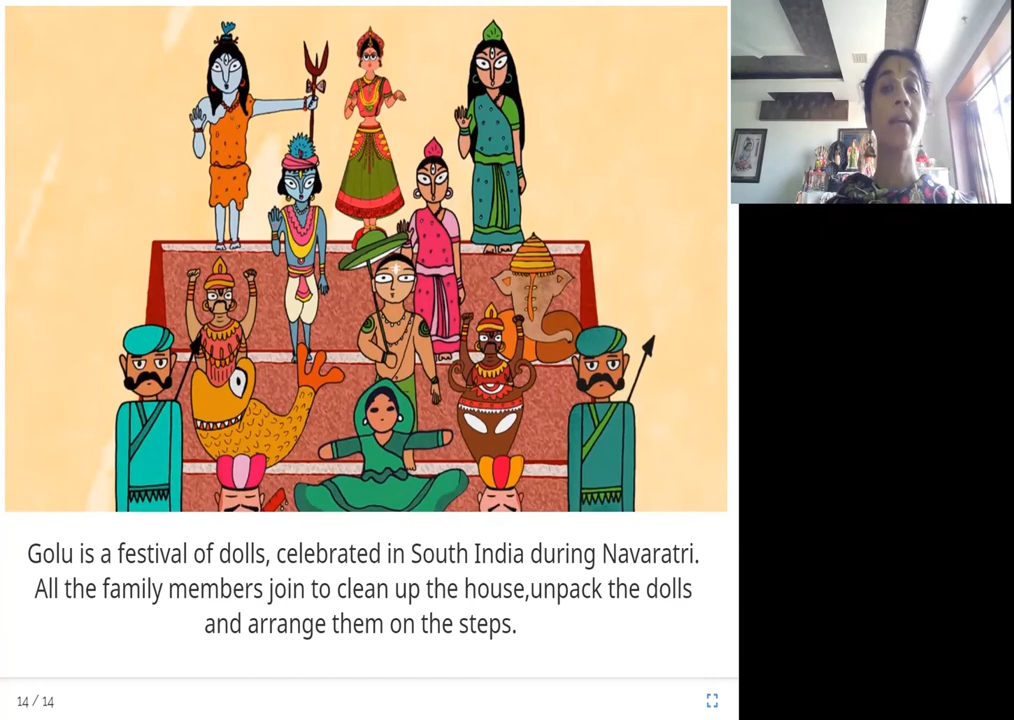 Golu is a festival of dolls, celebrated in South India during Navaratri.
All the family members join to clean up the house,unpack the dolls
and arrange them on the steps.
14 / 14